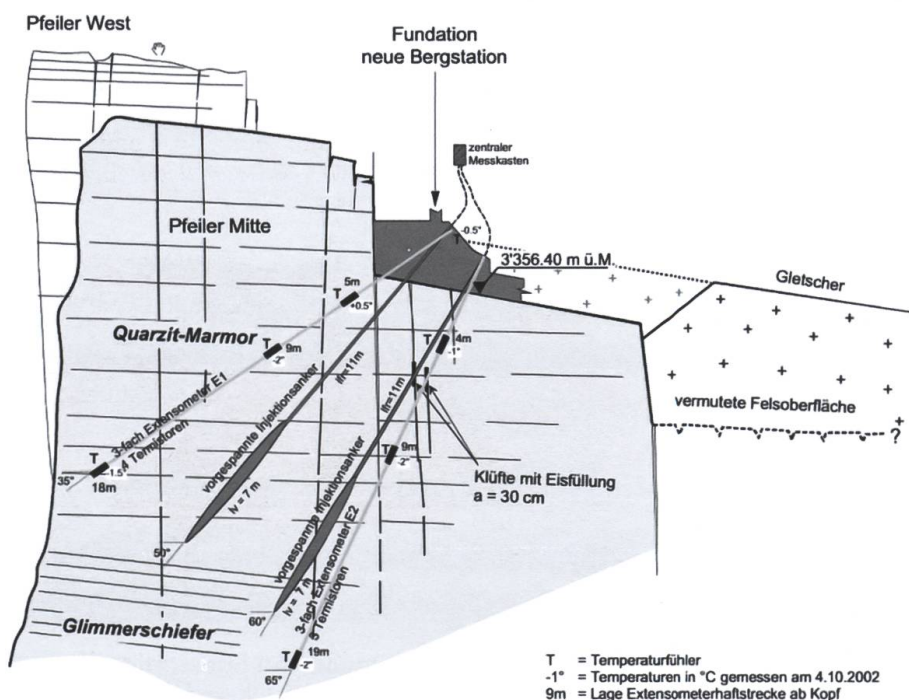 Pfeiler West
Fundation
neue Bergstation
zentraler
Messkasten
-0.5°
T
3'356.40 m ü.M.
Gletscher
Pfeiler Mitte
5m
T
+0.5°
Quarzit-Marmor
T
9m
-2°
T
4m
-1°
lfr=11m
lfr=11m
vermutete Felsoberfläche
?
3-fach Extensometer E1
4 Termistoren
vorgespannte Injektionsanker
lv = 7 m
T
-1.5°
35°
18m
T
9m
-2°
Klüfte mit Eisfüllung
a = 30 cm
50°
vorgespannte Injektionsanker
lv = 7 m
3-fach Extensometer E2
5 Termistoren
60°
Glimmerschiefer
T
19m
-2°
65°
T = Temperaturfühler
-1° = Temperaturen in °C gemessen am 4.10.2002
9m = Lage Extensometerhaftstrecke ab Kopf